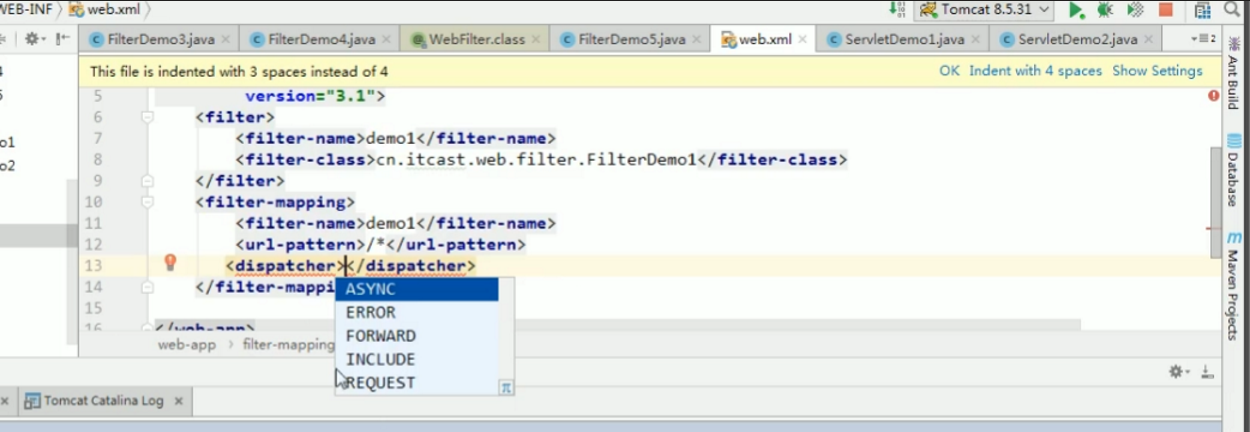 WEB-INF web.xml
Tomcat 8.5.31
FilterDemo3.java FilterDemo4.java WebFilter.class FilterDemo5.java web.xml ServletDemo1.java ServletDemo2.java
This file is indented with 3 spaces instead of 4 OK Indent with 4 spaces Show Settings
5 version="3.1">
6 <filter>
7 <filter-name>demo1</filter-name>
8 <filter-class>cn.itcast.web.filter.FilterDemo1</filter-class>
9 </filter>
10 <filter-mapping>
11 <filter-name>demo1</filter-name>
12 <url-pattern>/*</url-pattern>
13 <dispatcher></dispatcher>
14 </filter-mappi
15
16 </web-app>
ASYNC
ERROR
FORWARD
INCLUDE
REQUEST
web-app filter-mapping
Tomcat Catalina Log
Ant Build
Database
Maven Projects